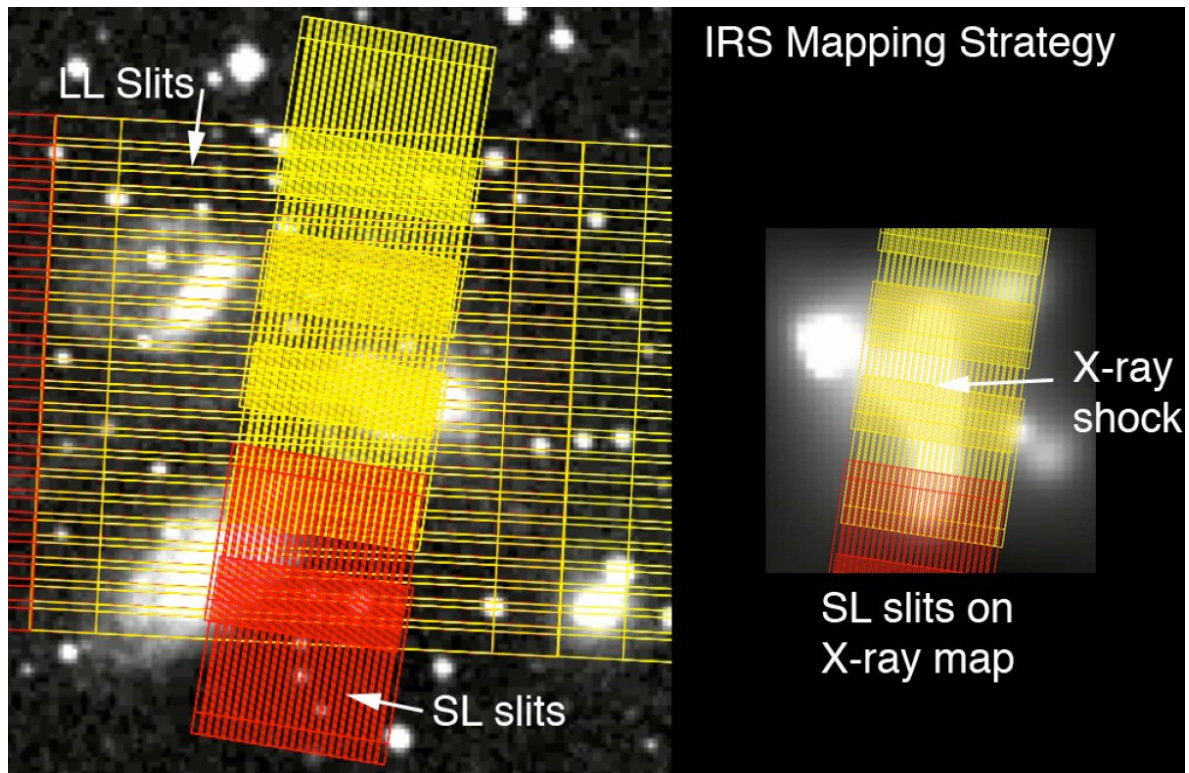 IRS Mapping Strategy
LL Slits
X-ray
shock
SL slits on
X-ray map
SL slits